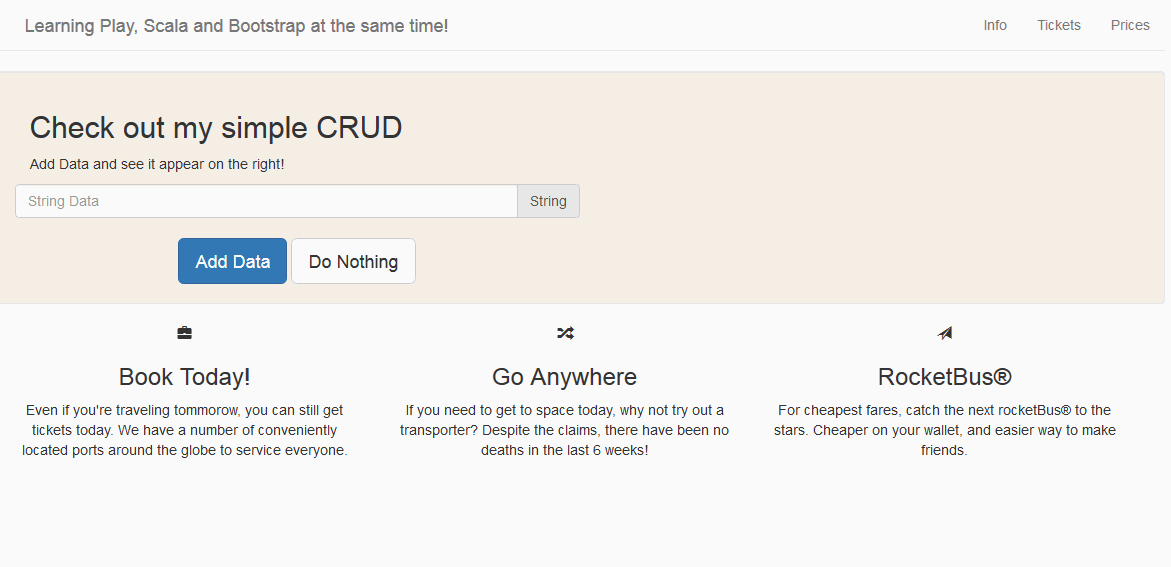 Learning Play, Scala and Bootstrap at the same time!
Info Tickets Prices
Check out my simple CRUD
Add Data and see it appear on the right!
String Data String
Add Data Do Nothing
Book Today!
Even if you're traveling tommorow, you can still get
tickets today. We have a number of conveniently
located ports around the globe to service everyone.
Go Anywhere
If you need to get to space today, why not try out a
transporter? Despite the claims, there have been no
deaths in the last 6 weeks!
RocketBus®
For cheapest fares, catch the next rocketBus® to the
stars. Cheaper on your wallet, and easier way to make
friends.